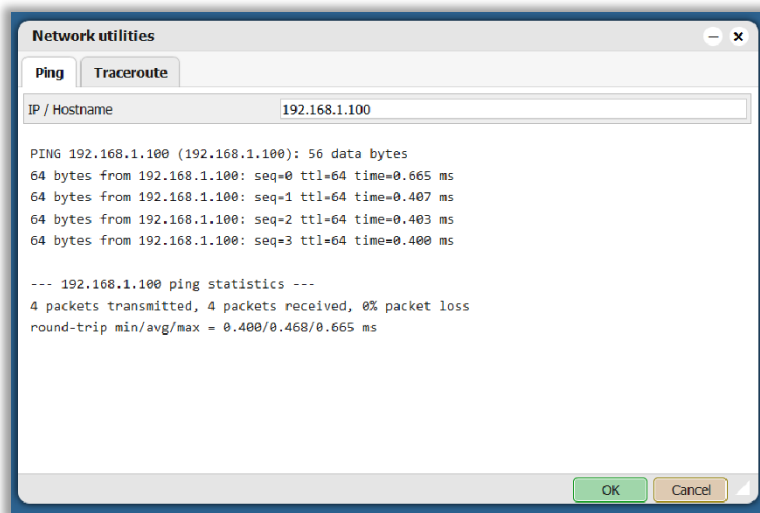 Network utilities
Ping Traceroute
IP / Hostname 192.168.1.100
PING 192.168.1.100 (192.168.1.100): 56 data bytes
64 bytes from 192.168.1.100: seq=0 ttl=64 time=0.665 ms
64 bytes from 192.168.1.100: seq=1 ttl=64 time=0.407 ms
64 bytes from 192.168.1.100: seq=2 ttl=64 time=0.403 ms
64 bytes from 192.168.1.100: seq=3 ttl=64 time=0.400 ms
--- 192.168.1.100 ping statistics ---
4 packets transmitted, 4 packets received, 0% packet loss
round-trip min/avg/max = 0.400/0.468/0.665 ms
OK Cancel